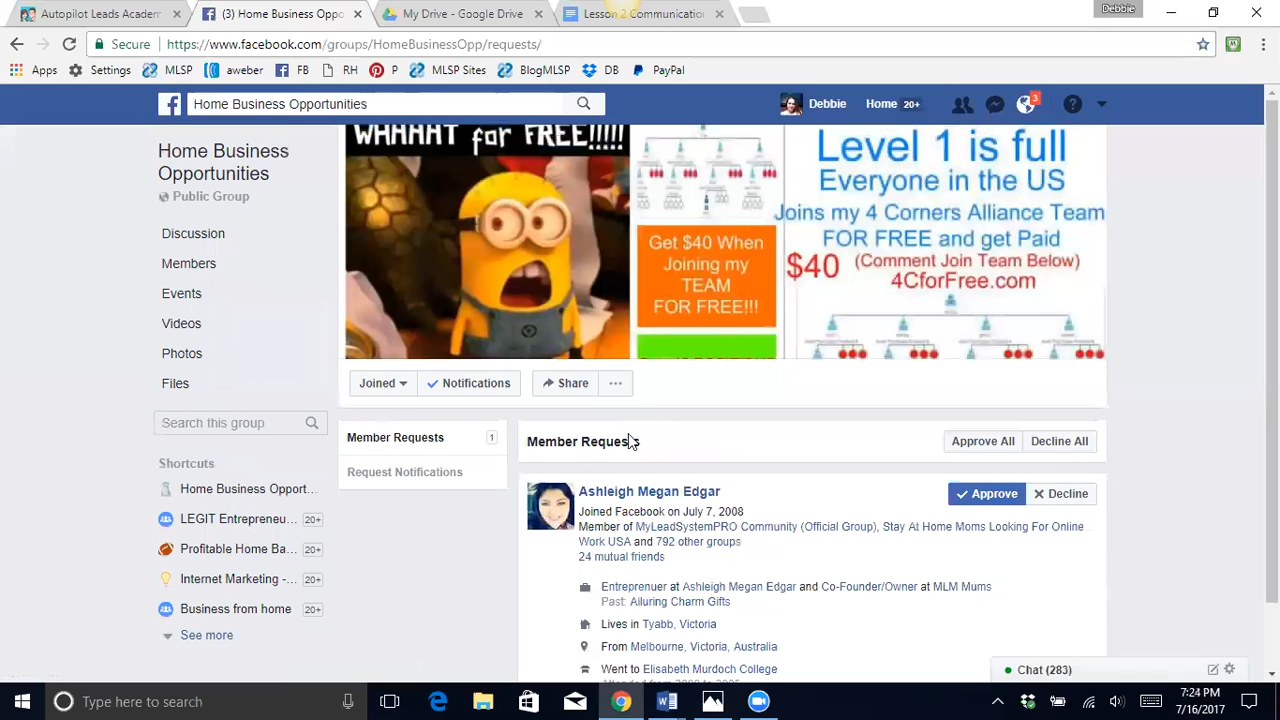 Debbie
Autopilot Leads Academ
(3) Home Business Oppo
My Drive - Google Drive
Lesson 2 Communication
Secure https://www.facebook.com/groups/HomeBusinessOpp/requests/
Apps Settings MLSP aweber FB RH P MLSP Sites BlogMLSP DB PayPal
Home Business Opportunities
Debbie Home 20+ 3
Home Business
Opportunities
Public Group
Discussion
Members
Events
Videos
Photos
Files
Search this group
Shortcuts
Home Business Opport...
LEGIT Entrepreneu... 20+
Profitable Home Ba... 20+
Internet Marketing -... 20+
Business from home 20+
See more
WHAAAT for FREE!!!!!
Get $40 When
Joining my
TEAM
FOR FREE!!!
Level 1 is full
Everyone in the US
Joins my 4 Corners Alliance Team
FOR FREE and get Paid
$40 (Comment Join Team Below)
4CforFree.com
Joined Notifications Share
Member Requests 1
Request Notifications
Member Requests Approve All Decline All
Ashleigh Megan Edgar Approve Decline
Joined Facebook on July 7, 2008
Member of MyLeadSystemPRO Community (Official Group), Stay At Home Moms Looking For Online
Work USA and 792 other groups
24 mutual friends
Entreprenuer at Ashleigh Megan Edgar and Co-Founder/Owner at MLM Mums
Past: Alluring Charm Gifts
Lives in Tyabb, Victoria
From Melbourne, Victoria, Australia
Went to Elisabeth Murdoch College
Chat (283)
Type here to search
7:24 PM
7/16/2017